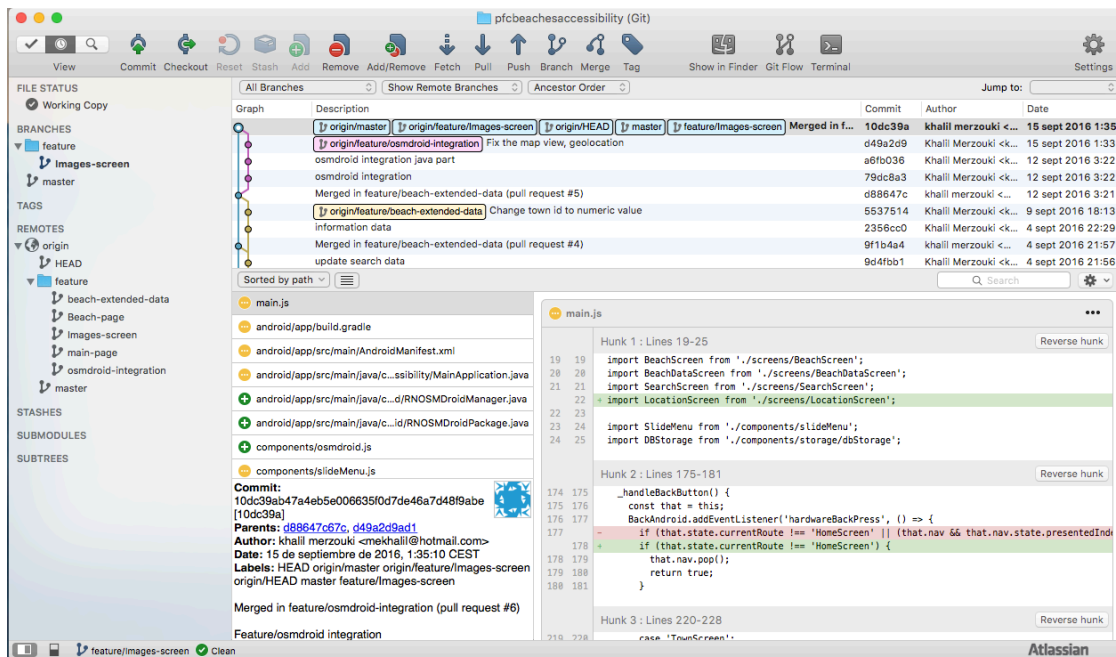 pfcbeachesaccessibility (Git)
View Commit Checkout Reset Stash Add Remove Add/Remove Fetch Pull Push Branch Merge Tag Show in Finder Git Flow Terminal Settings
FILE STATUS
Working Copy
BRANCHES
feature
Images-screen
master
TAGS
REMOTES
origin
HEAD
feature
beach-extended-data
Beach-page
Images-screen
main-page
osmdroid-integration
master
STASHES
SUBMODULES
SUBTREES
All Branches Show Remote Branches Ancestor Order Jump to:
Graph Description Commit Author Date
origin/master origin/feature/Images-screen origin/HEAD master feature/Images-screen Merged in f... 10dc39a khalil merzouki <... 15 sept 2016 1:35
origin/feature/osmdroid-integration Fix the map view, geolocation d49a2d9 Khalil Merzouki <k... 15 sept 2016 1:33
osmdroid integration java part a6fb036 Khalil Merzouki <k... 12 sept 2016 3:22
osmdroid integration 79dc8a3 Khalil Merzouki <k... 12 sept 2016 3:22
Merged in feature/beach-extended-data (pull request #5) d88647c khalil merzouki <... 12 sept 2016 3:21
origin/feature/beach-extended-data Change town id to numeric value 5537514 Khalil Merzouki <k... 9 sept 2016 18:13
information data 2356cc0 Khalil Merzouki <k... 4 sept 2016 22:29
Merged in feature/beach-extended-data (pull request #4) 9f1b4a4 khalil merzouki <... 4 sept 2016 21:57
update search data 9d4fbb1 Khalil Merzouki <k... 4 sept 2016 21:56
Sorted by path Search
main.js
android/app/build.gradle
android/app/src/main/AndroidManifest.xml
android/app/src/main/java/c...ssibility/MainApplication.java
android/app/src/main/java/c...d/RNOSMDroidManager.java
android/app/src/main/java/c...id/RNOSMDroidPackage.java
components/osmdroid.js
components/slideMenu.js
Commit:
10dc39ab47a4eb5e006635f0d7de46a7d48f9abe
[10dc39a]
Parents: d88647c67c, d49a2d9ad1
Author: khalil merzouki <mekhalil@hotmail.com>
Date: 15 de septiembre de 2016, 1:35:10 CEST
Labels: HEAD origin/master origin/feature/Images-screen
origin/HEAD master feature/Images-screen
Merged in feature/osmdroid-integration (pull request #6)
Feature/osmdroid integration
main.js
Hunk 1 : Lines 19-25 Reverse hunk
19 19 import BeachScreen from './screens/BeachScreen';
20 20 import BeachDataScreen from './screens/BeachDataScreen';
21 21 import SearchScreen from './screens/SearchScreen';
22 + import LocationScreen from './screens/LocationScreen';
22 23
23 24 import SlideMenu from './components/slideMenu';
24 25 import DBStorage from './components/storage/dbStorage';
Hunk 2 : Lines 175-181 Reverse hunk
174 175 _handleBackButton() {
175 176 const that = this;
176 177 BackAndroid.addEventListener('hardwareBackPress', () => {
177 - if (that.state.currentRoute !== 'HomeScreen' || (that.nav && that.nav.state.presentedInde
178 + if (that.state.currentRoute !== 'HomeScreen') {
178 179 that.nav.pop();
179 180 return true;
180 181 }
Hunk 3 : Lines 220-228 Reverse hunk
219 220 case 'TownScreen':
feature/Images-screen Clean Atlassian